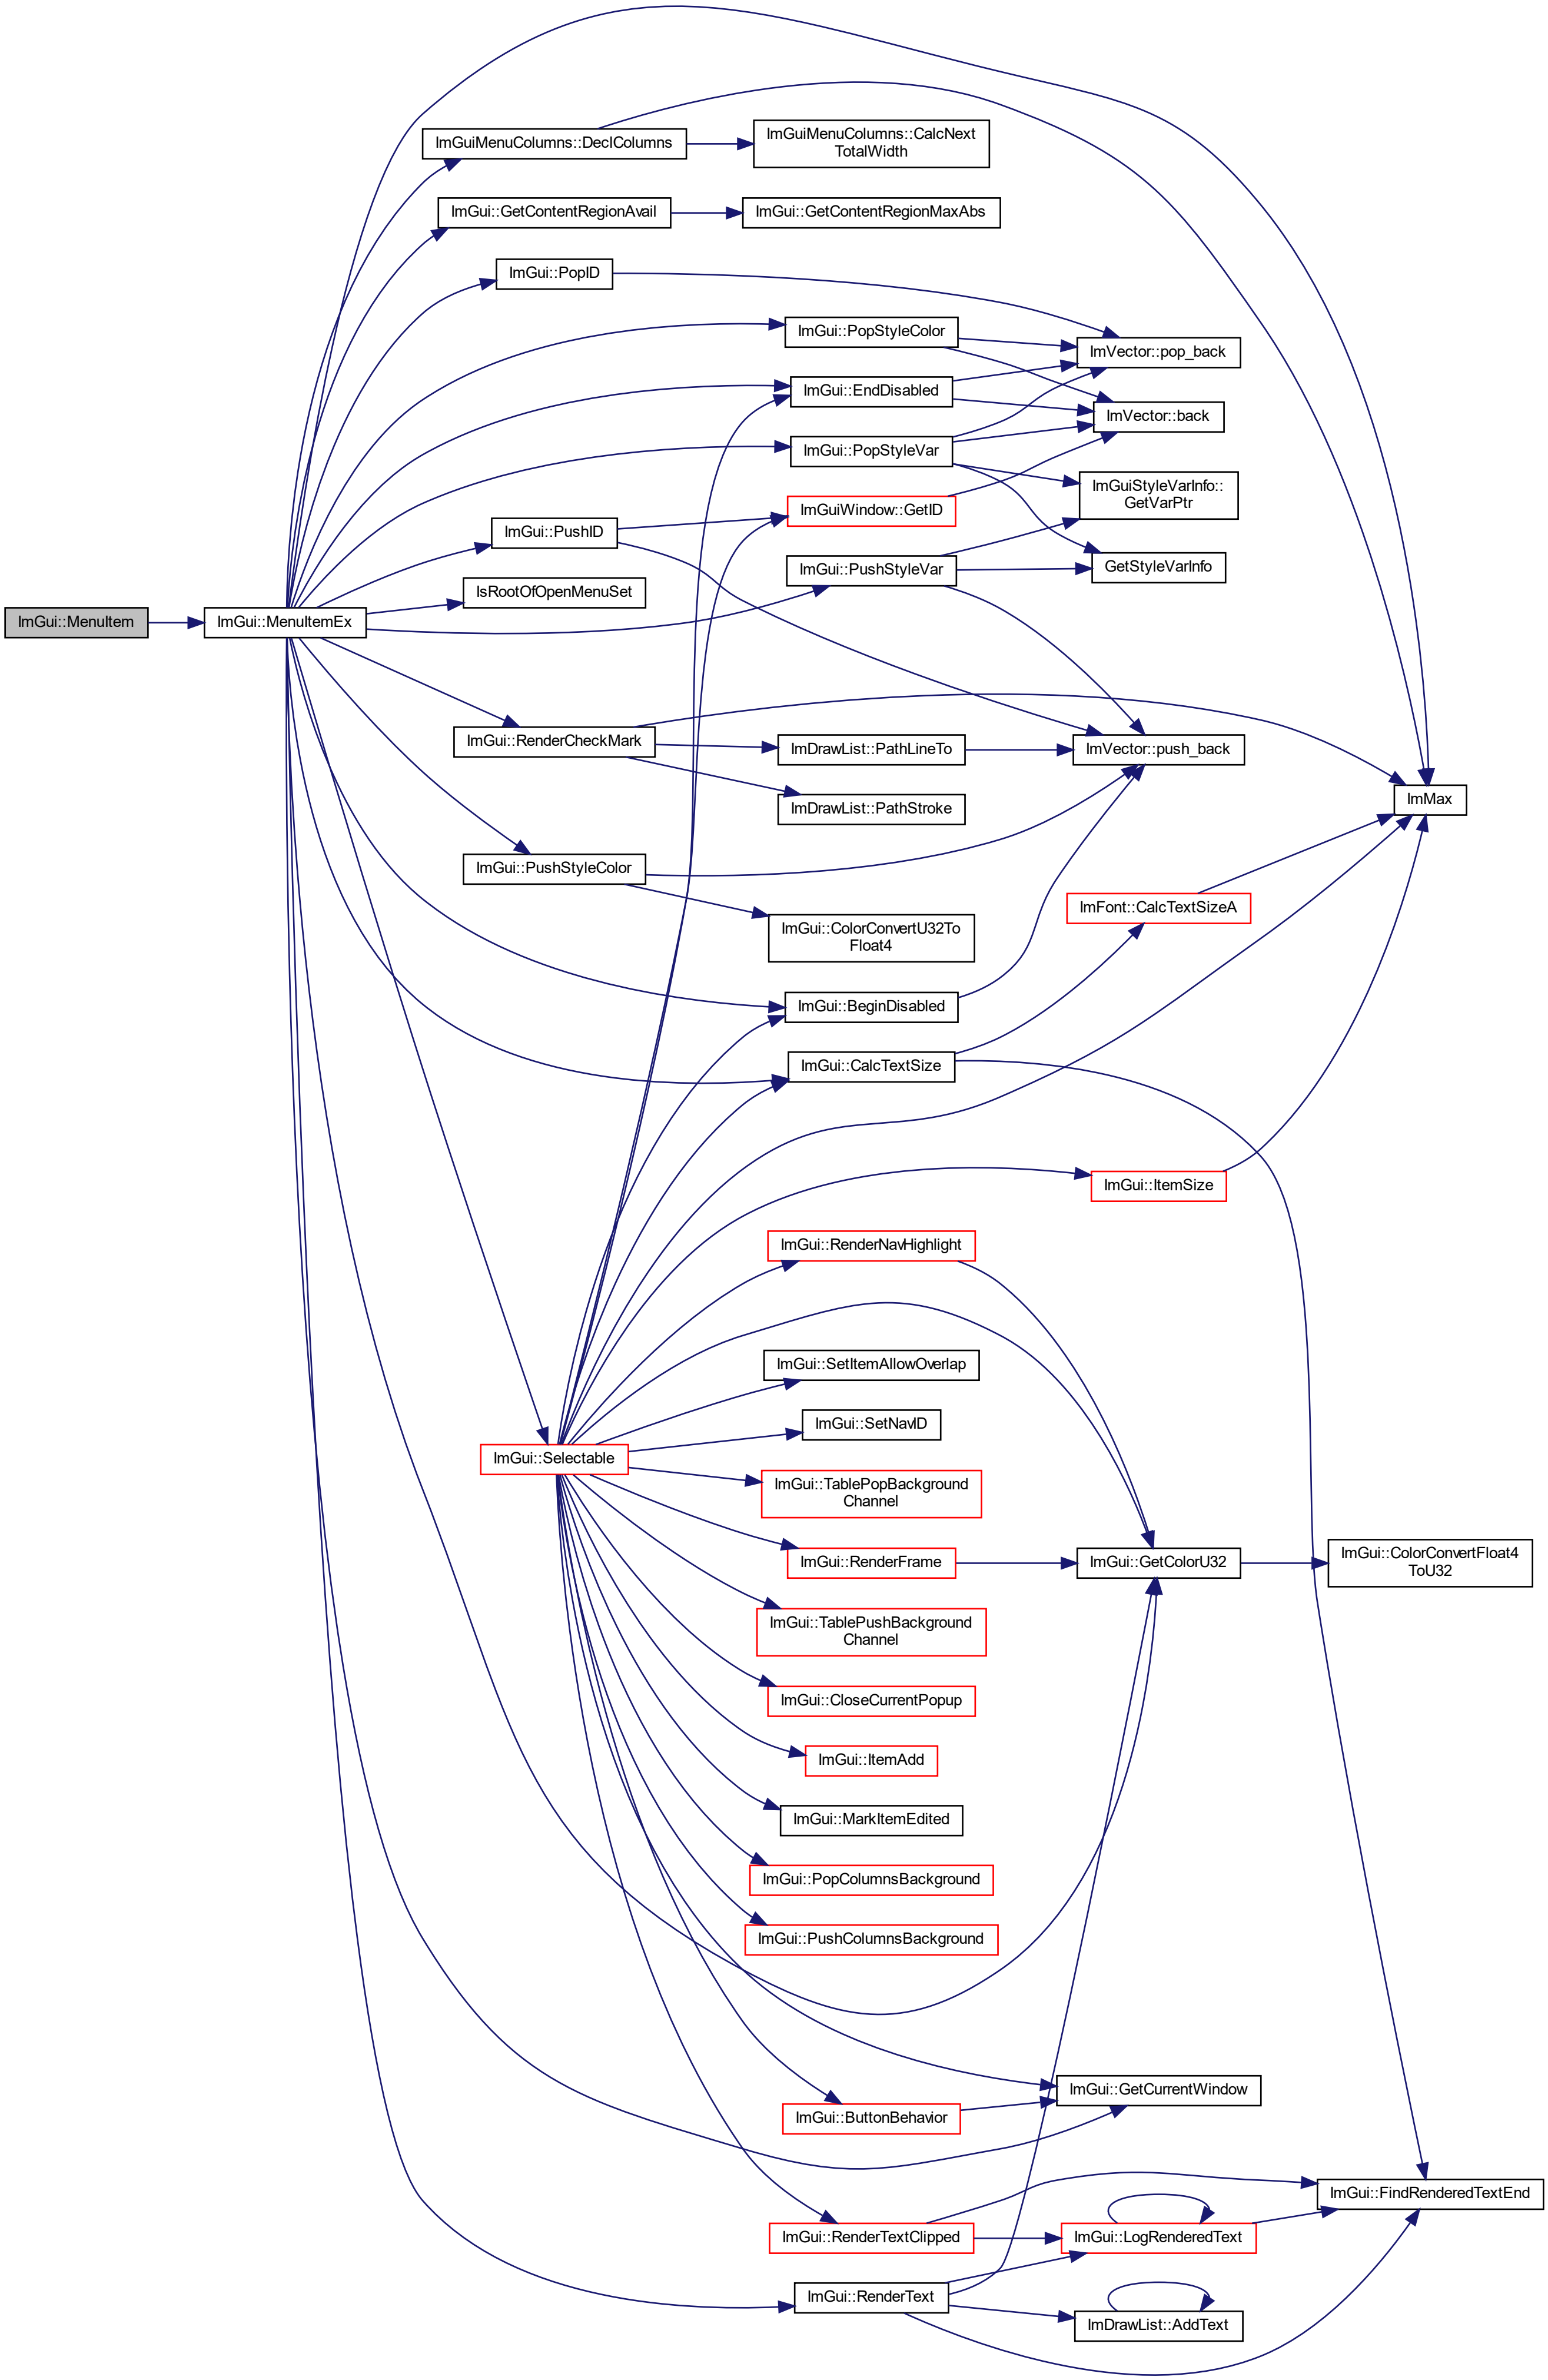 ImGuiMenuColumns::DeclColumns
ImGuiMenuColumns::CalcNext
TotalWidth
ImGui::GetContentRegionAvail
ImGui::GetContentRegionMaxAbs
ImGui::PopID
ImGui::PopStyleColor
ImVector::pop_back
ImGui::EndDisabled
ImVector::back
ImGui::PopStyleVar
ImGuiStyleVarInfo::
GetVarPtr
ImGuiWindow::GetID
ImGui::PushID
ImGui::PushStyleVar
GetStyleVarInfo
IsRootOfOpenMenuSet
ImGui::MenuItem
ImGui::MenuItemEx
ImGui::RenderCheckMark
ImDrawList::PathLineTo
ImVector::push_back
ImDrawList::PathStroke
ImMax
ImGui::PushStyleColor
ImFont::CalcTextSizeA
ImGui::ColorConvertU32To
Float4
ImGui::BeginDisabled
ImGui::CalcTextSize
ImGui::ItemSize
ImGui::RenderNavHighlight
ImGui::SetItemAllowOverlap
ImGui::SetNavID
ImGui::Selectable
ImGui::TablePopBackground
Channel
ImGui::RenderFrame
ImGui::GetColorU32
ImGui::ColorConvertFloat4
ToU32
ImGui::TablePushBackground
Channel
ImGui::CloseCurrentPopup
ImGui::ItemAdd
ImGui::MarkItemEdited
ImGui::PopColumnsBackground
ImGui::PushColumnsBackground
ImGui::GetCurrentWindow
ImGui::ButtonBehavior
ImGui::FindRenderedTextEnd
ImGui::RenderTextClipped
ImGui::LogRenderedText
ImGui::RenderText
ImDrawList::AddText